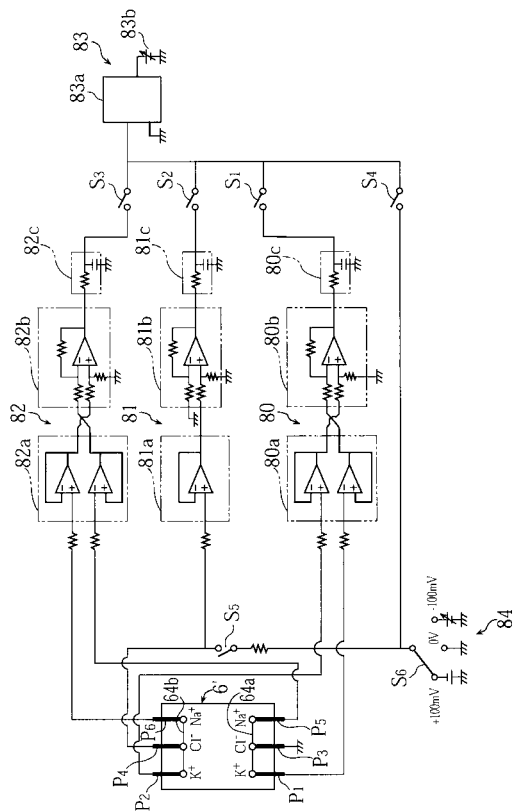 83b
83
83a
S3
S2
S1
S4
82c
81c
80c
82b
81b
80b
82
81
80
82a
81a
80a
S5
6'
64b
64a
P6
P4
P2
Na⁺
Cl⁻
K⁺
Na⁺
Cl⁻
K⁺
P5
P3
P1
+100mV
0V
-100mV
S6
84